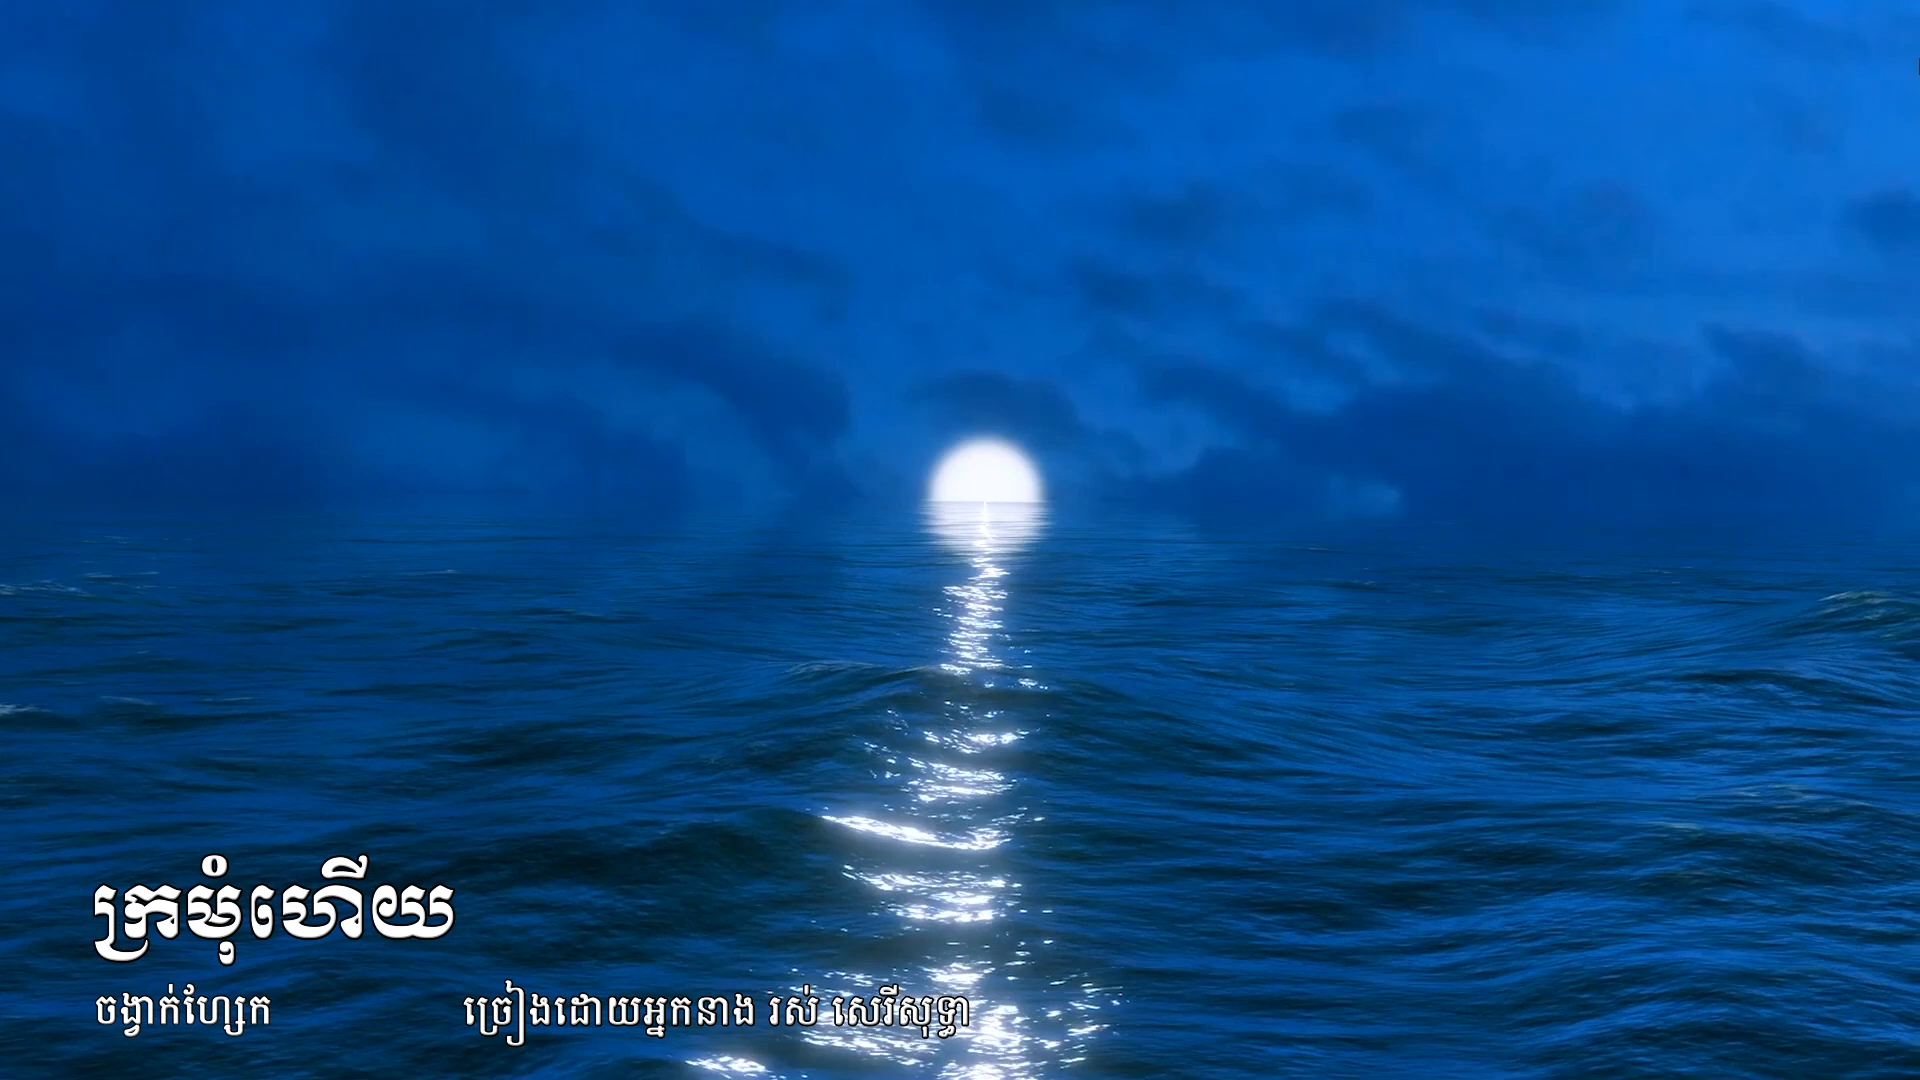 ក្រមុំហើយ
ចង្វាក់ហ្សែក ច្រៀងដោយអ្នកនាង រស់ សេរីសុទ្ធា